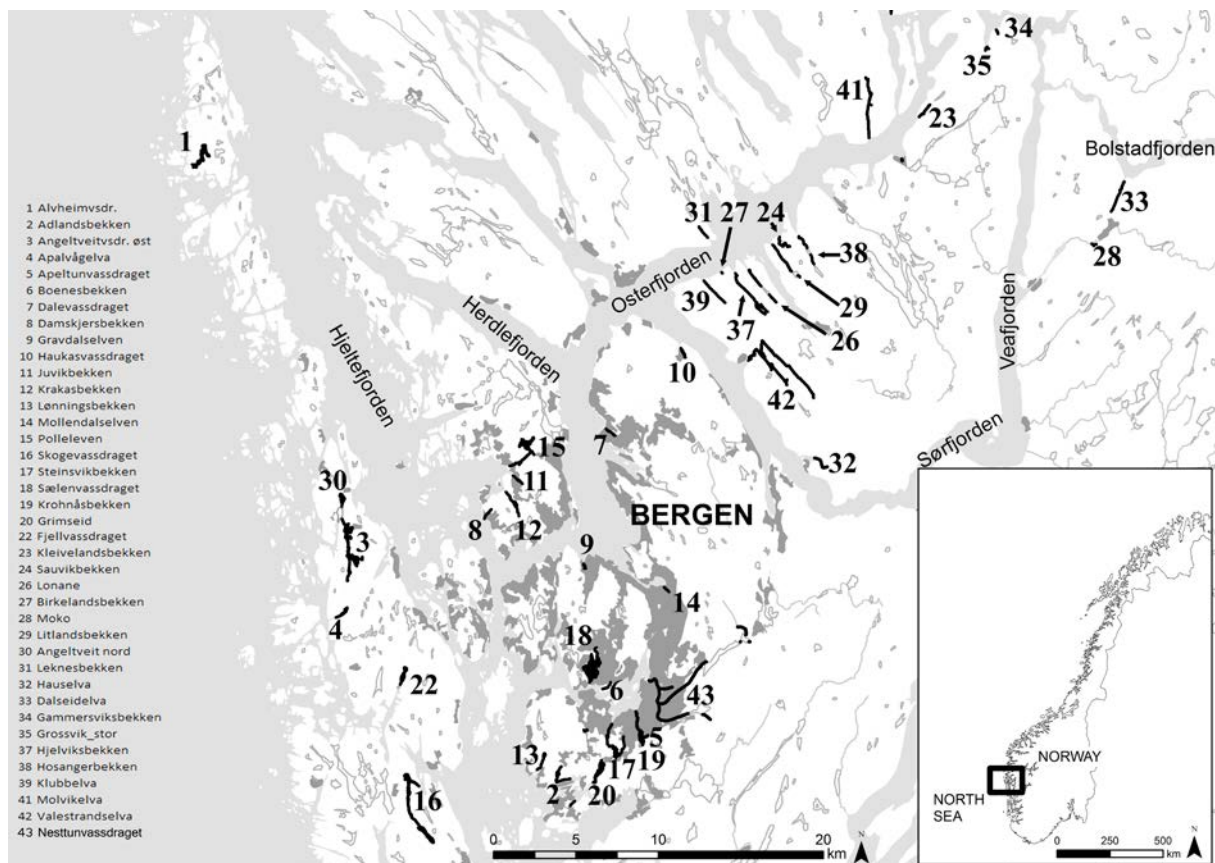 34
35
41
23
1
Bolstadfjorden
33
31 27 24
38
28
1 Alvheimvsdr.
2 Adlandsbekken
3 Angeltveitvsdr. øst
4 Apalvågelva
5 Apeltunvassdraget
6 Boenesbekken
7 Dalevassdraget
8 Damskjersbekken
9 Gravdalselven
10 Haukasvassdraget
11 Juvikbekken
12 Krakasbekken
13 Lønningsbekken
14 Mollendalselven
15 Polleleven
16 Skogevassdraget
17 Steinsvikbekken
18 Sælenvassdraget
19 Krohnåsbekken
20 Grimseid
22 Fjellvassdraget
23 Kleivelandsbekken
24 Sauvikbekken
26 Lonane
27 Birkelandsbekken
28 Moko
29 Litlandsbekken
30 Angeltveit nord
31 Leknesbekken
32 Hauselva
33 Dalseidelva
34 Gammersviksbekken
35 Grossvik_stor
37 Hjelviksbekken
38 Hosangerbekken
39 Klubbelva
41 Molvikelva
42 Valestrandselva
43 Nesttunvassdraget
Osterfjorden
39
37
29
26
Herdlefjorden
Hjeltefjorden
Veafjorden
10
42
7
15
Sørfjorden
32
30
11
8
12
BERGEN
3
9
14
4
18
22
6
43
13
5
17
19
16
2
20
0 5 10 20
km
N
NORWAY
NORTH
SEA
0 250 500
km
N